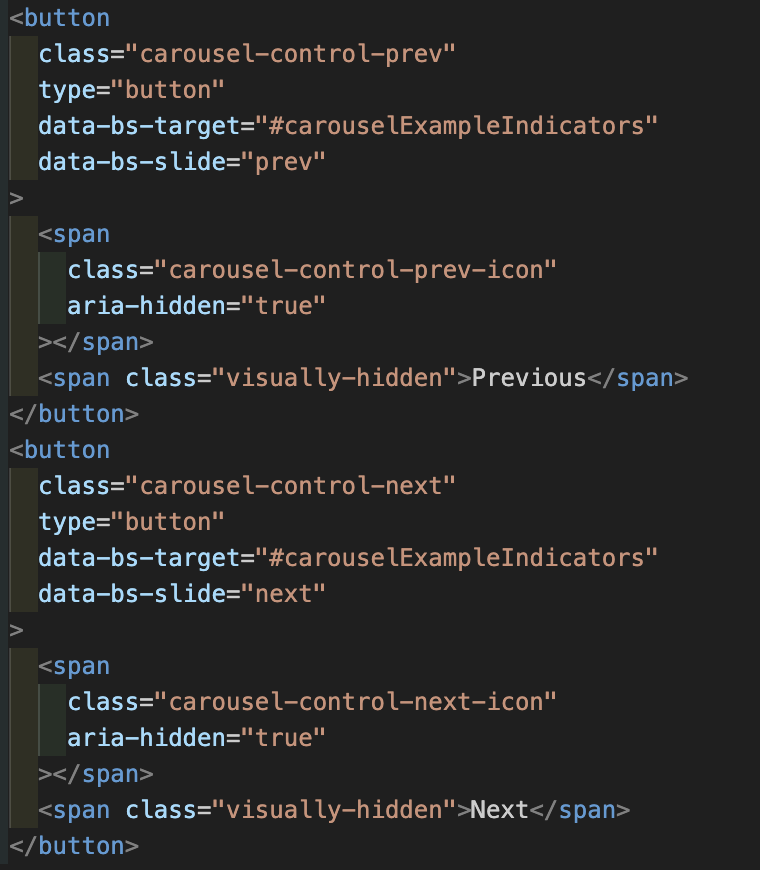 <button
class="carousel-control-prev"
type="button"
data-bs-target="#carouselExampleIndicators"
data-bs-slide="prev"
>
<span
class="carousel-control-prev-icon"
aria-hidden="true"
></span>
<span class="visually-hidden">Previous</span>
</button>
<button
class="carousel-control-next"
type="button"
data-bs-target="#carouselExampleIndicators"
data-bs-slide="next"
>
<span
class="carousel-control-next-icon"
aria-hidden="true"
></span>
<span class="visually-hidden">Next</span>
</button>